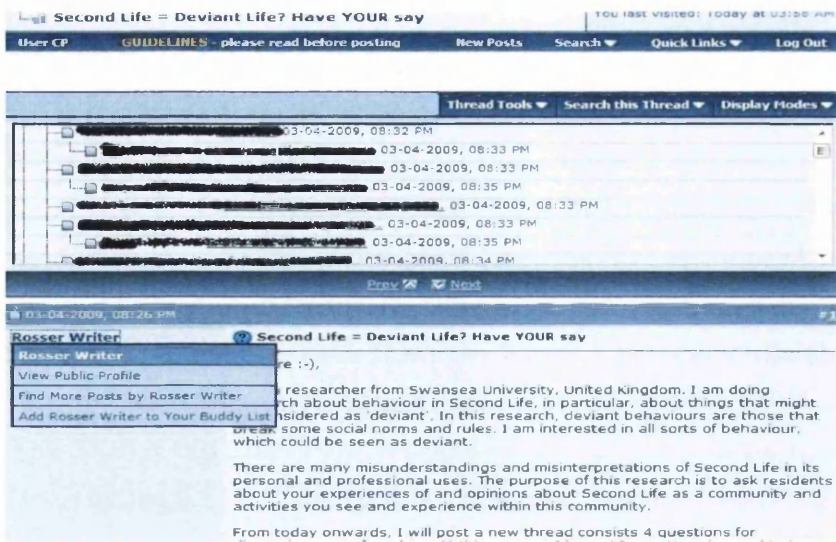 Second Life = Deviant Life? Have YOUR say
You last visited: Today at 03:58 AM
User CP GUIDELINES - please read before posting New Posts Search Quick Links Log Out
Thread Tools Search this Thread Display Modes
03-04-2009, 08:32 PM
03-04-2009, 08:33 PM
03-04-2009, 08:33 PM
03-04-2009, 08:35 PM
03-04-2009, 08:33 PM
03-04-2009, 08:33 PM
03-04-2009, 08:35 PM
03-04-2009, 08:34 PM
Prev Next
03-04-2009, 08:26 PM #1
Rosser Writer Second Life = Deviant Life? Have YOUR say
Rosser Writer
View Public Profile
Find More Posts by Rosser Writer
Add Rosser Writer to Your Buddy List
re :-),
researcher from Swansea University, United Kingdom. I am doing
rch about behaviour in Second Life, in particular, about things that might
nsidered as 'deviant'. In this research, deviant behaviours are those that
break some social norms and rules. I am interested in all sorts of behaviour,
which could be seen as deviant.
There are many misunderstandings and misinterpretations of Second Life in its
personal and professional uses. The purpose of this research is to ask residents
about your experiences of and opinions about Second Life as a community and
activities you see and experience within this community.
From today onwards, I will post a new thread consists 4 questions for